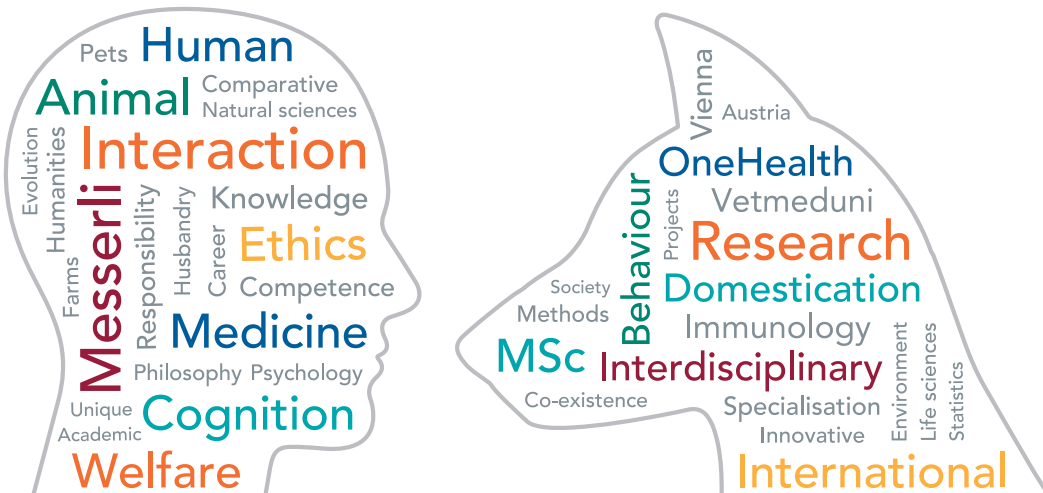 Pets Human
Animal Comparative
Natural sciences
Interaction
Evolution
Humanities
Messerli
Responsibility
Husbandry
Knowledge
Career
Ethics
Farms
Competence
Medicine
Philosophy Psychology
Unique
Academic
Cognition
Welfare
Vienna
Austria
OneHealth
Behaviour
Projects
Vetmeduni
Research
Society
Domestication
Methods
Immunology
MSc Interdisciplinary
Environment
Life sciences
Statistics
Co-existence
Specialisation
Innovative
International